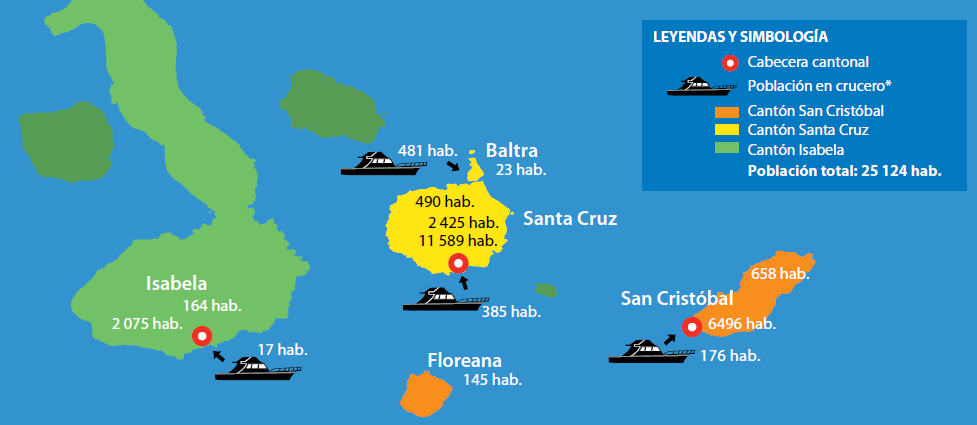 LEYENDAS Y SIMBOLOGÍA
Cabecera cantonal
Población en crucero*
Cantón San Cristóbal
Cantón Santa Cruz
Cantón Isabela
Población total: 25 124 hab.
481 hab.
Baltra
23 hab.
490 hab.
2 425 hab.
11 589 hab.
Santa Cruz
385 hab.
Isabela
164 hab.
2 075 hab.
17 hab.
Floreana
145 hab.
San Cristóbal
658 hab.
6496 hab.
176 hab.